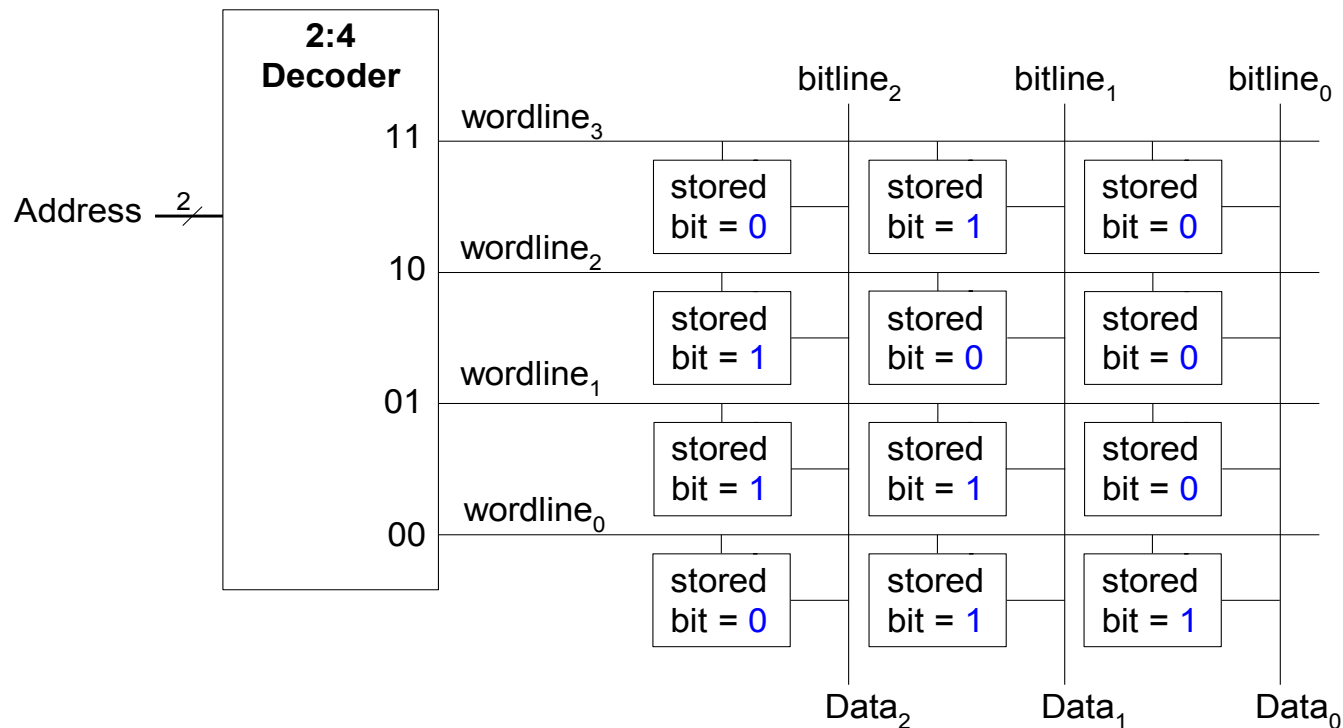 2:4
Decoder
bitline₂ bitline₁ bitline₀
wordline₃
11
stored stored stored
bit = 0 bit = 1 bit = 0
Address 2
wordline₂
10
stored stored stored
bit = 1 bit = 0 bit = 0
wordline₁
01
stored stored stored
bit = 1 bit = 1 bit = 0
wordline₀
00
stored stored stored
bit = 0 bit = 1 bit = 1
Data₂ Data₁ Data₀